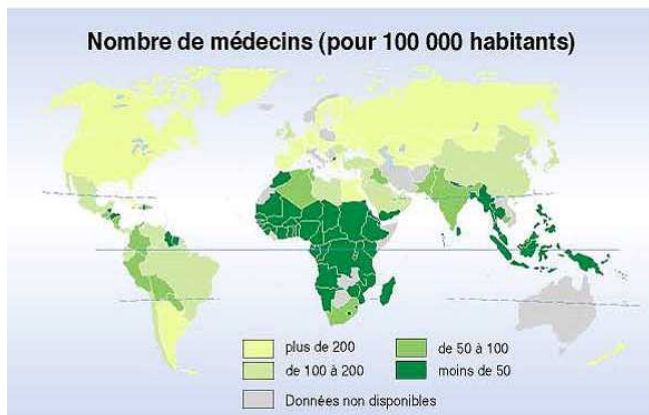 Nombre de médecins (pour 100 000 habitants)
plus de 200
de 50 à 100
de 100 à 200
moins de 50
Données non disponibles